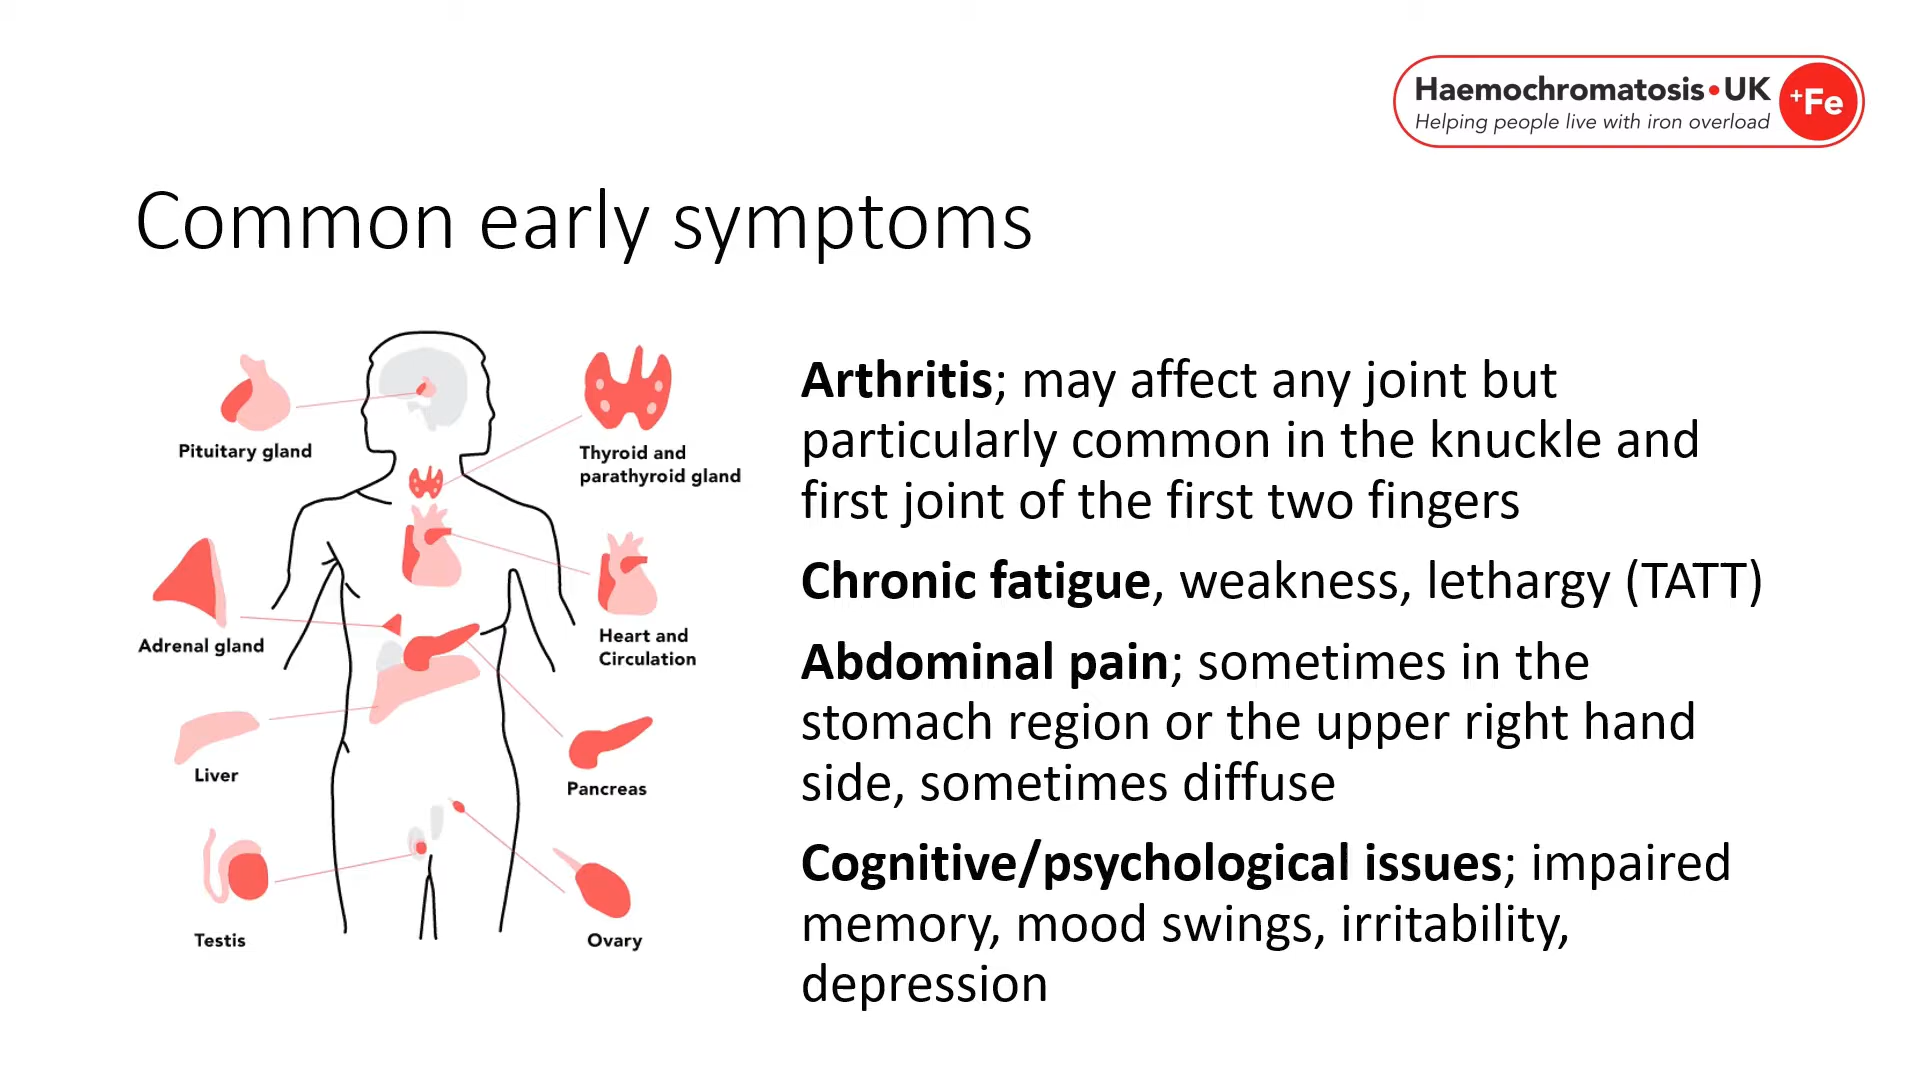 Haemochromatosis•UK
Helping people live with iron overload
+Fe
Common early symptoms
Pituitary gland
Thyroid and
parathyroid gland
Adrenal gland
Heart and
Circulation
Liver
Pancreas
Testis
Ovary
Arthritis; may affect any joint but
particularly common in the knuckle and
first joint of the first two fingers
Chronic fatigue, weakness, lethargy (TATT)
Abdominal pain; sometimes in the
stomach region or the upper right hand
side, sometimes diffuse
Cognitive/psychological issues; impaired
memory, mood swings, irritability,
depression